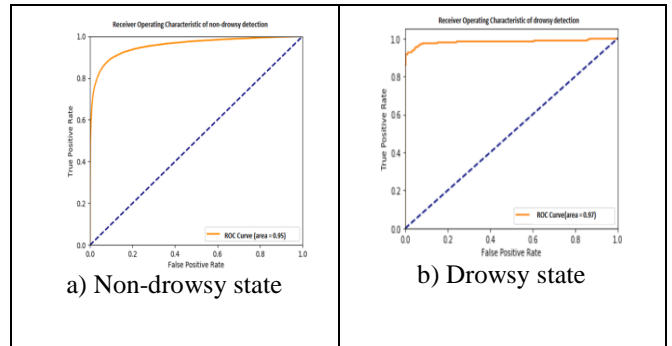 Receiver Operating Characteristic of non-drowsy detection
1.0
0.8
0.6
0.4
0.2
0.0
True Positive Rate
ROC Curve (area = 0.95)
0.0 0.2 0.4 0.6 0.8 1.0
False Positive Rate
a) Non-drowsy state
Receiver Operating Characteristic of drowsy detection
1.0
0.8
0.6
0.4
0.2
0.0
True Positive Rate
ROC Curve(area = 0.97)
0.0 0.2 0.4 0.6 0.8 1.0
False Positive Rate
b) Drowsy state